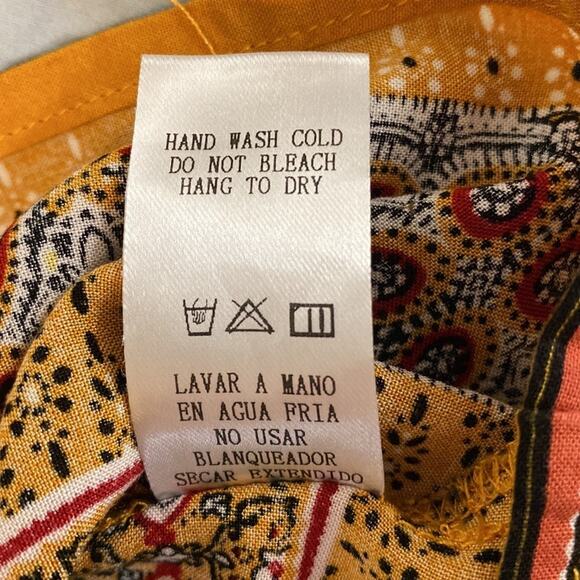 HAND WASH COLD
DO NOT BLEACH
HANG TO DRY
LAVAR A MANO
EN AGUA FRIA
NO USAR
BLANQUEADOR
SECAR EXTENDIDO